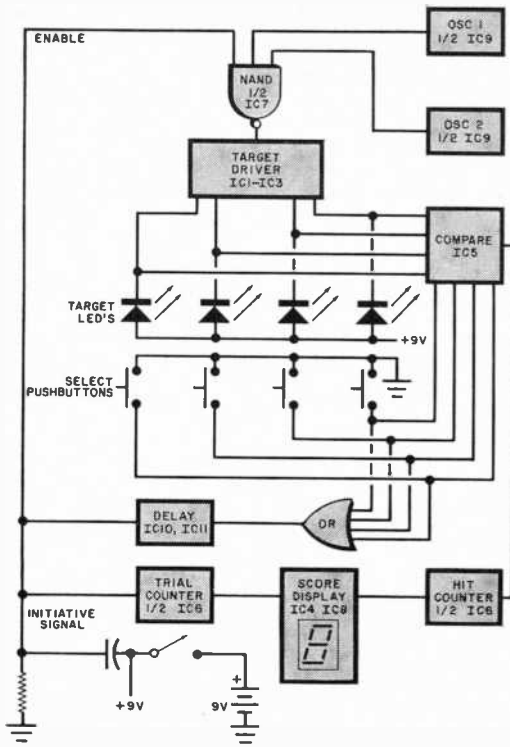 ENABLE
OSC 1
1/2 IC9
NAND
1/2
IC7
OSC 2
1/2 IC9
TARGET
DRIVER
IC1-IC3
COMPARE
IC5
TARGET
LED'S
+9V
SELECT
PUSHBUTTONS
DELAY
IC10, IC11
OR
TRIAL
COUNTER
1/2 IC6
SCORE
DISPLAY
IC4 IC8
8
HIT
COUNTER
1/2 IC6
INITIATIVE
SIGNAL
+9V
9V
+